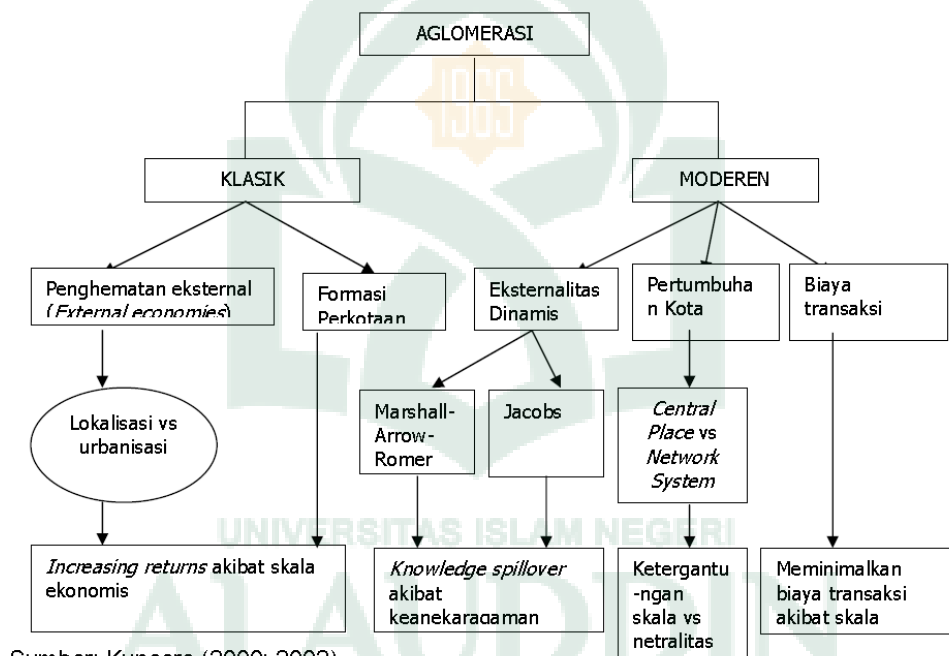 AGLOMERASI
1965
KLASIK
MODEREN
Penghematan eksternal
(External economies)
Formasi
Perkotaan
Eksternalitas
Dinamis
Pertumbuha
n Kota
Biaya
transaksi
Lokalisasi vs
urbanisasi
Marshall-
Arrow-
Romer
Jacobs
Central
Place vs
Network
System
UNIVERSITAS ISLAM NEGERI
Increasing returns akibat skala
ekonomis
Knowledge spillover
akibat
keanekaragaman
Ketergantu
-ngan
skala vs
netralitas
Meminimalkan
biaya transaksi
akibat skala
ALAUDDIN
Sumber: Kuncoro (2000; 2002)